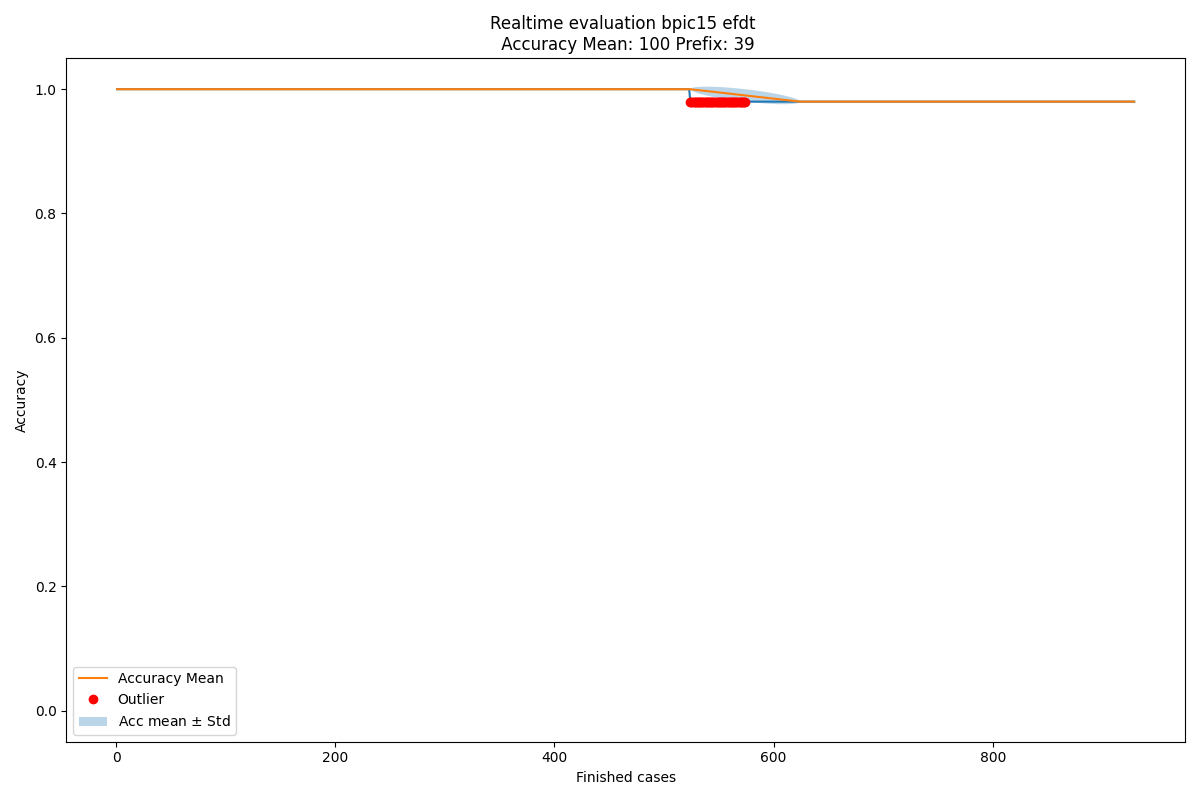 Realtime evaluation bpic15 efdt
Accuracy Mean: 100 Prefix: 39
1.0
0.8
0.6
0.4
0.2
0.0
Accuracy
Accuracy Mean
Outlier
Acc mean ± Std
0 200 400 600 800
Finished cases